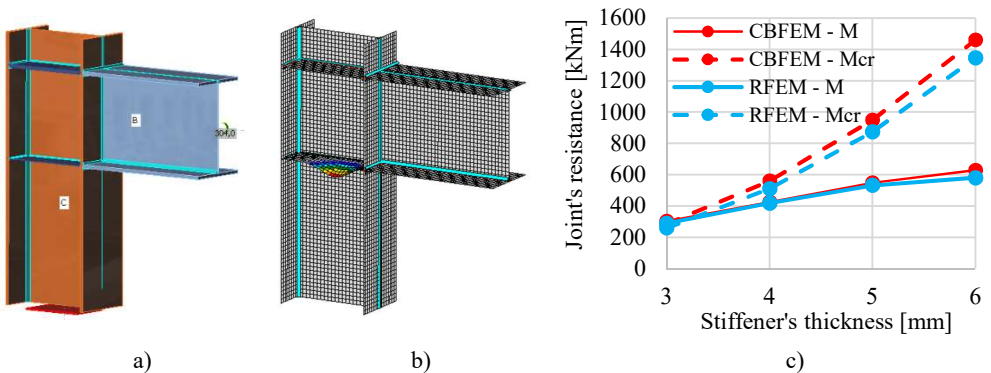 B
304,0
C
a)
b)
Joint's resistance [kNm]
1600
1400
1200
1000
800
600
400
200
0
CBFEM - M
CBFEM - Mcr
RFEM - M
RFEM - Mcr
3 4 5 6
Stiffener's thickness [mm]
c)